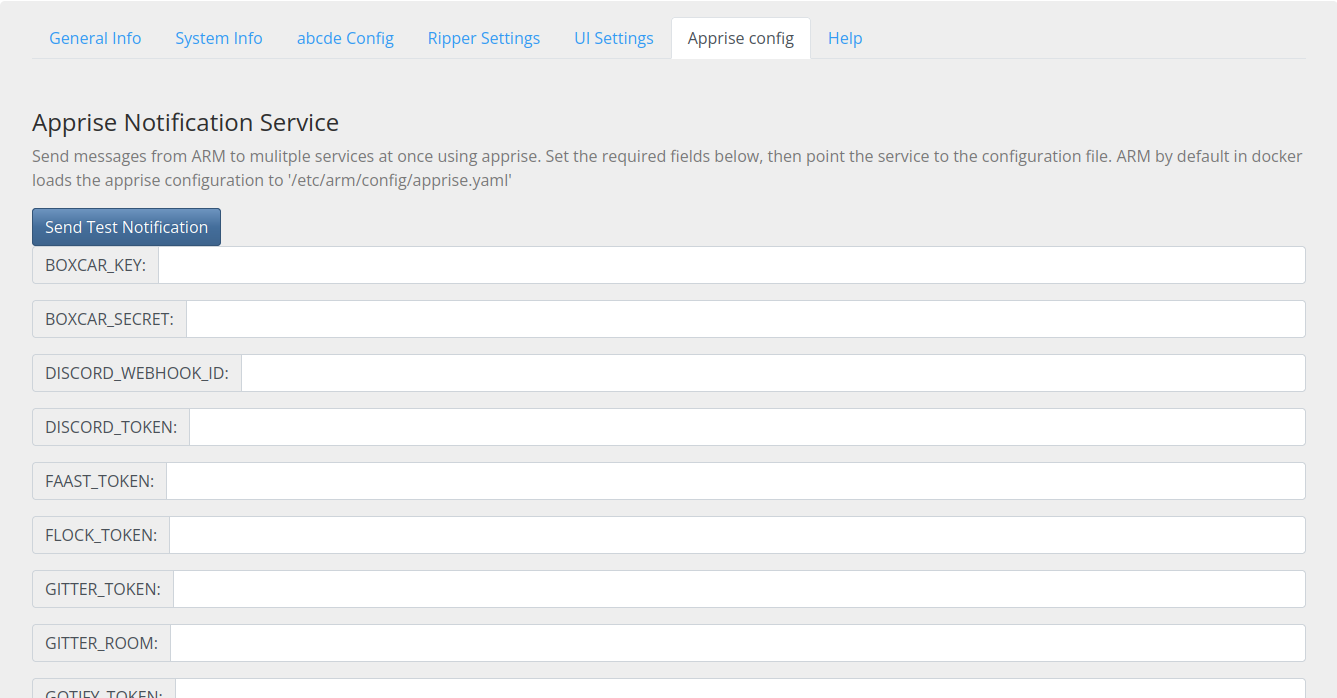 General Info System Info abcde Config Ripper Settings UI Settings Apprise config Help
Apprise Notification Service
Send messages from ARM to mulitple services at once using apprise. Set the required fields below, then point the service to the configuration file. ARM by default in docker
loads the apprise configuration to '/etc/arm/config/apprise.yaml'
Send Test Notification
BOXCAR_KEY:
BOXCAR_SECRET:
DISCORD_WEBHOOK_ID:
DISCORD_TOKEN:
FAAST_TOKEN:
FLOCK_TOKEN:
GITTER_TOKEN:
GITTER_ROOM:
GOTIFY_TOKEN: